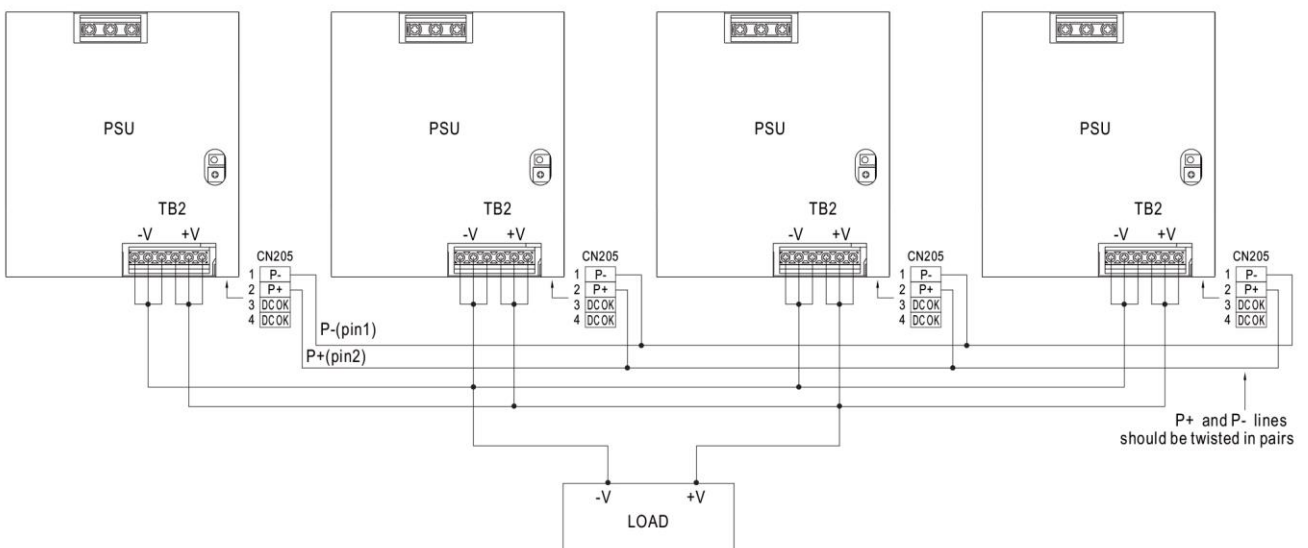 PSU PSU PSU PSU
TB2 TB2 TB2 TB2
-V +V -V +V -V +V -V +V
CN205 CN205 CN205 CN205
1 P- 1 P- 1 P- 1 P-
2 P+ 2 P+ 2 P+ 2 P+
3 DC OK 3 DC OK 3 DC OK 3 DC OK
4 DC OK 4 DC OK 4 DC OK 4 DC OK
P-(pin1)
P+(pin2)
P+ and P- lines
should be twisted in pairs
-V +V
LOAD